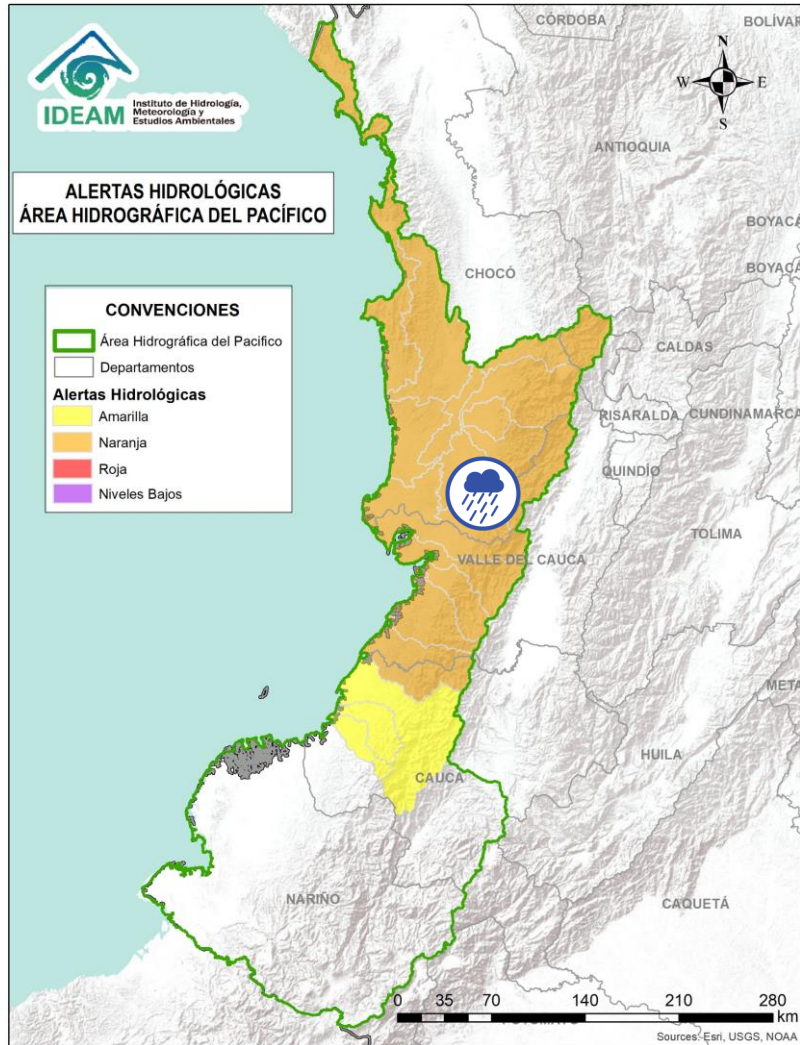 CÓRDOBA
BOLÍVAR
IDEAM
Instituto de Hidrología,
Meteorología y
Estudios Ambientales
N
W
E
S
ANTIOQUIA
ALERTAS HIDROLÓGICAS
ÁREA HIDROGRÁFICA DEL PACÍFICO
BOYACÁ
BOYACÁ
CHOCÓ
CONVENCIONES
Área Hidrográfica del Pacifico
Departamentos
Alertas Hidrológicas
Amarilla
Naranja
Roja
Niveles Bajos
CALDAS
RISARALDA
CUNDINAMARCA
QUINDÍO
TOLIMA
VALLE DEL CAUCA
META
HUILA
CAUCA
NARIÑO
CAQUETÁ
0 35 70 140 210 280
km
Sources: Esri, USGS, NOAA